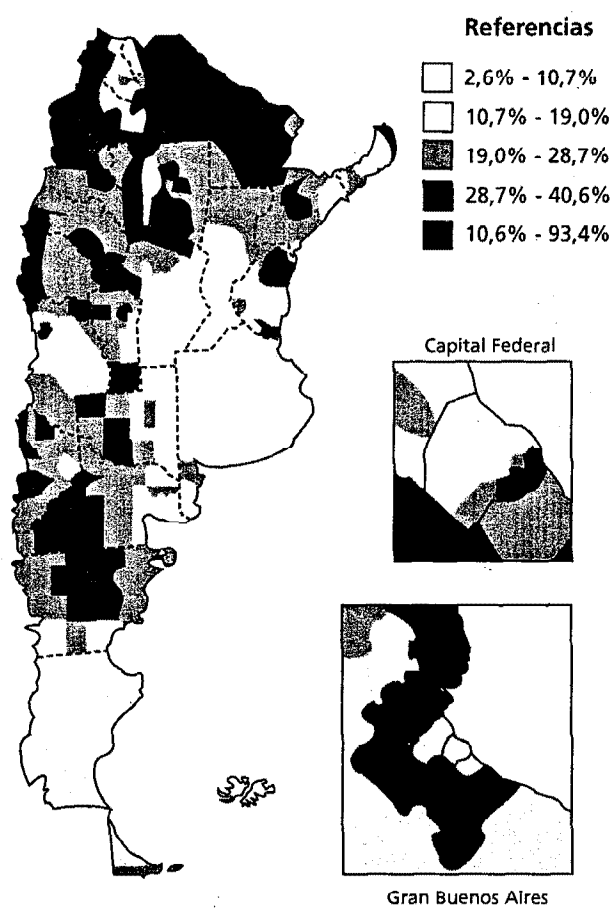 Referencias
2,6% - 10,7%
10,7% - 19,0%
19,0% - 28,7%
28,7% - 40,6%
10,6% - 93,4%
Capital Federal
Gran Buenos Aires